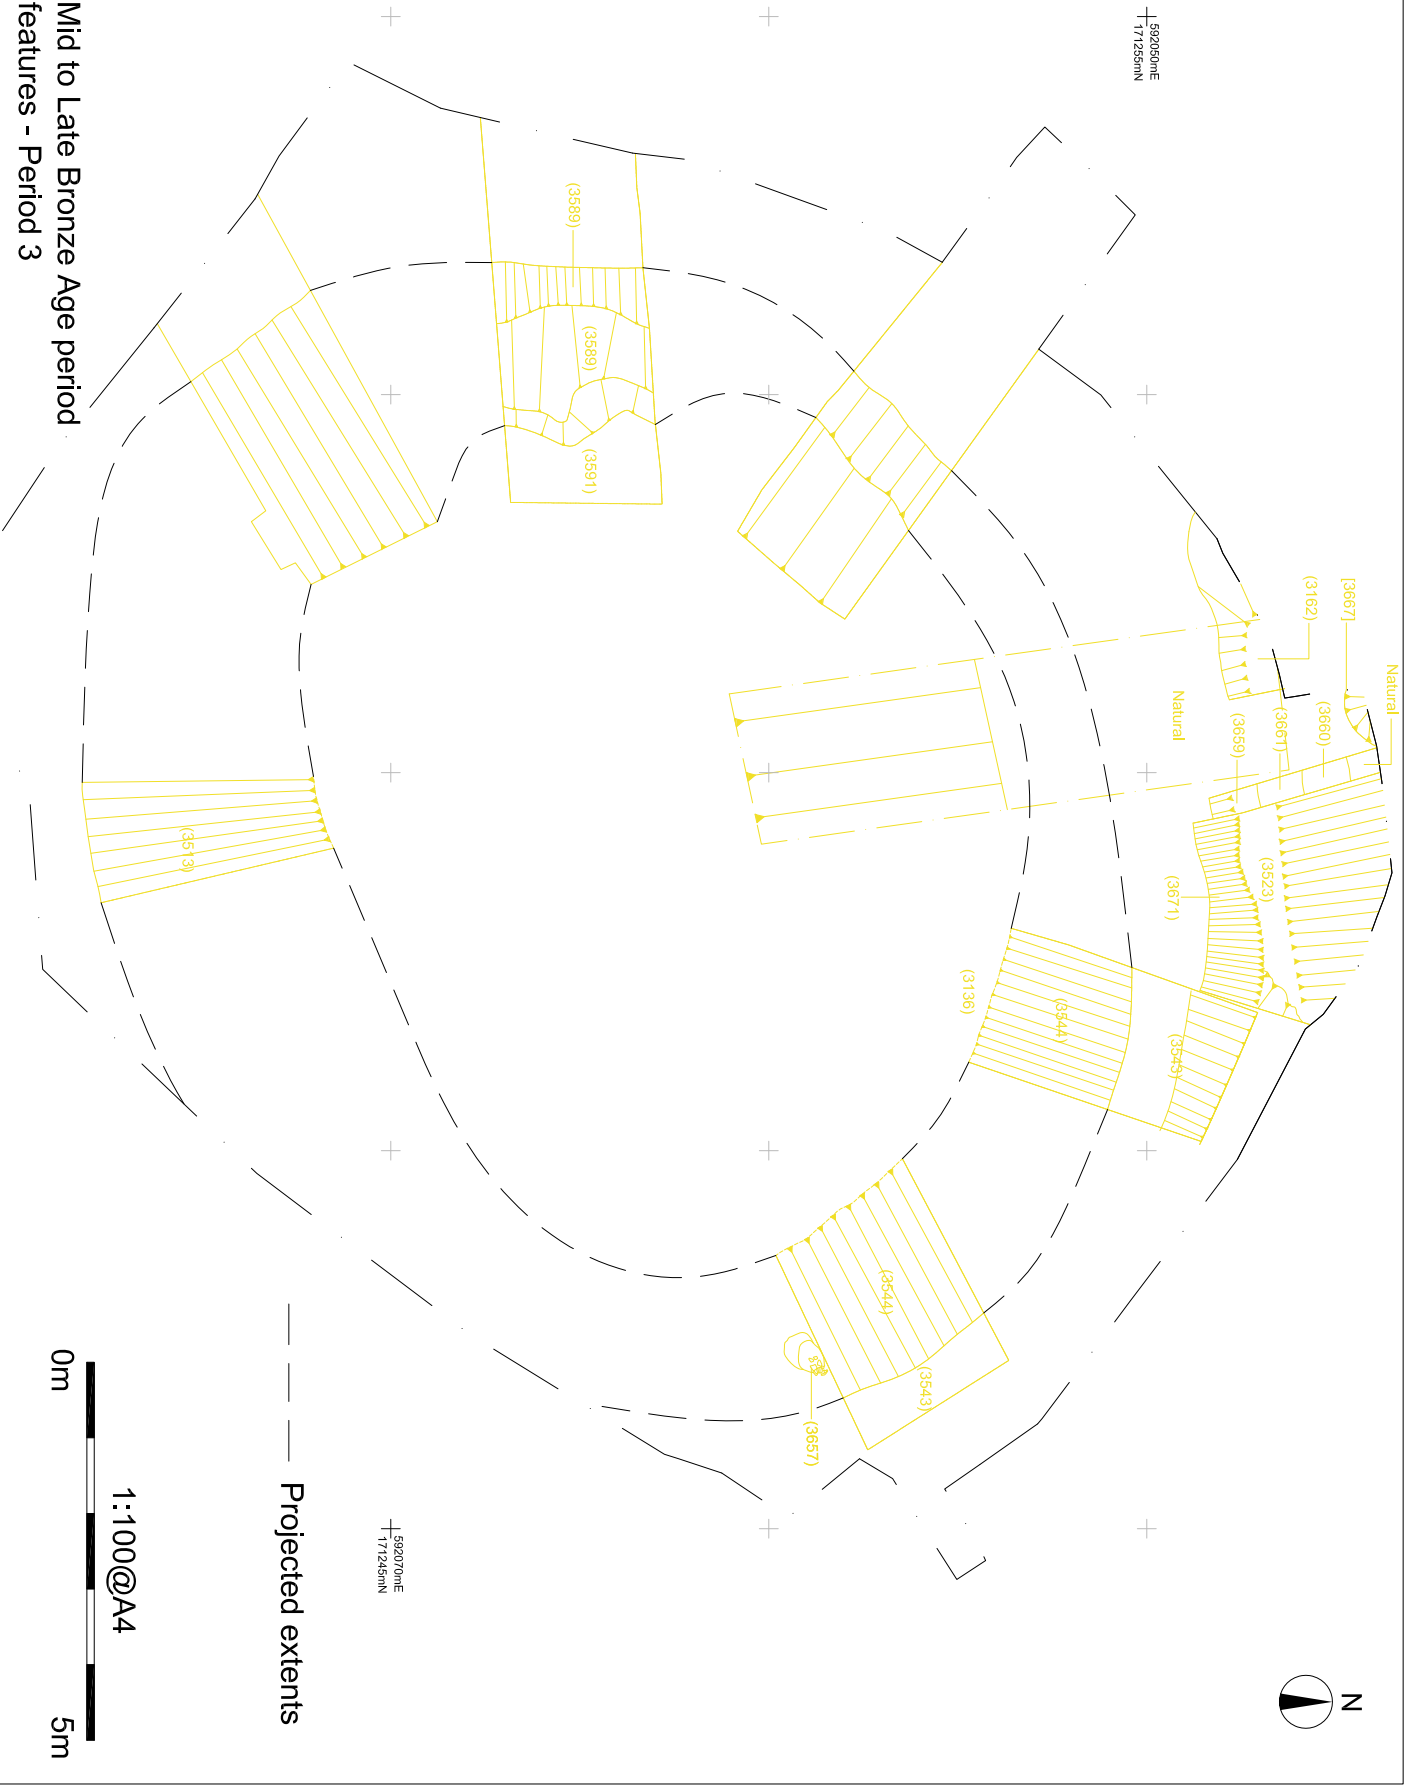 592050mE
171255mN
Natural
[3667]
(3162)
(3660)
(3661)
(3659)
Natural
(3523)
(3671)
(3543)
(3544)
(3136)
(3589)
(3589)
(3591)
(3544)
(3543)
(3657)
(3513)
592070mE
171245mN
N
Projected extents
1:100@A4
0m
5m
Mid to Late Bronze Age period
features - Period 3